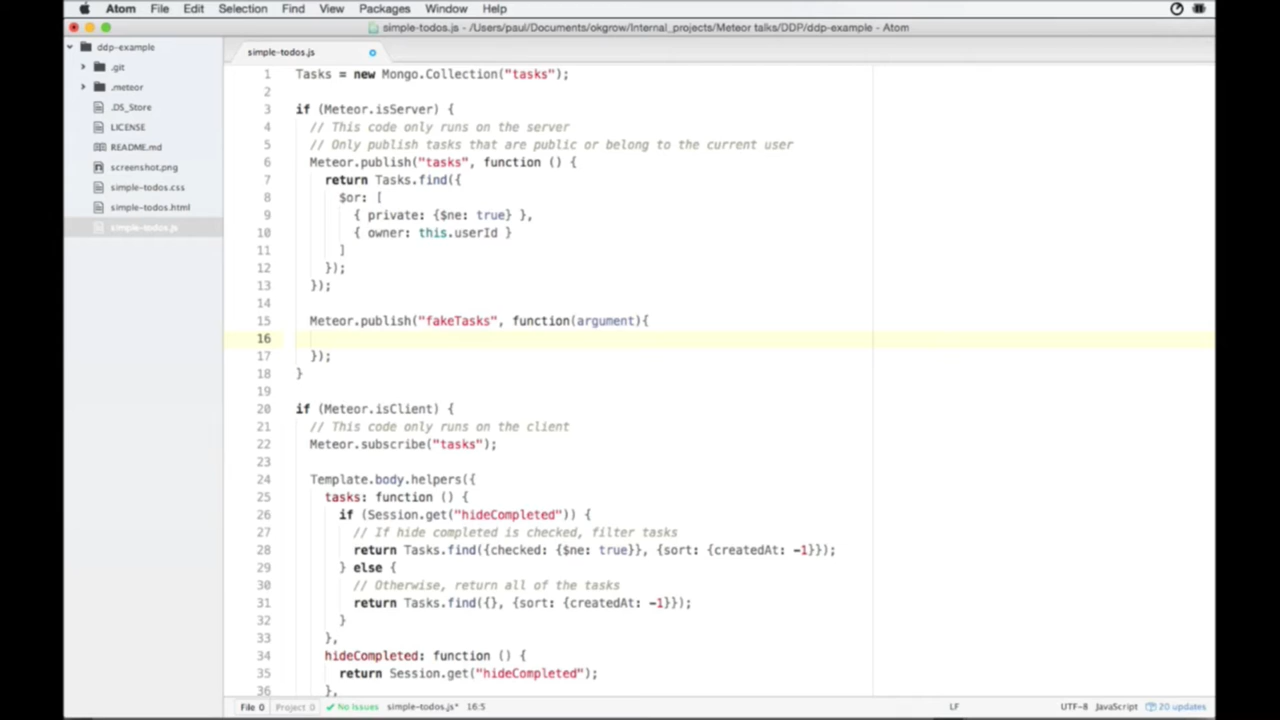 Atom File Edit Selection Find View Packages Window Help
simple-todos.js - /Users/paul/Documents/okgrow/Internal_projects/Meteor talks/DDP/ddp-example - Atom
ddp-example
.git
.meteor
.DS_Store
LICENSE
README.md
screenshot.png
simple-todos.css
simple-todos.html
simple-todos.js
simple-todos.js
1 Tasks = new Mongo.Collection("tasks");
2
3 if (Meteor.isServer) {
4 // This code only runs on the server
5 // Only publish tasks that are public or belong to the current user
6 Meteor.publish("tasks", function () {
7 return Tasks.find({
8 $or: [
9 { private: {$ne: true} },
10 { owner: this.userId }
11 ]
12 });
13 });
14
15 Meteor.publish("fakeTasks", function(argument){
16
17 });
18 }
19
20 if (Meteor.isClient) {
21 // This code only runs on the client
22 Meteor.subscribe("tasks");
23
24 Template.body.helpers({
25 tasks: function () {
26 if (Session.get("hideCompleted")) {
27 // If hide completed is checked, filter tasks
28 return Tasks.find({checked: {$ne: true}}, {sort: {createdAt: -1}});
29 } else {
30 // Otherwise, return all of the tasks
31 return Tasks.find({}, {sort: {createdAt: -1}});
32 }
33 },
34 hideCompleted: function () {
35 return Session.get("hideCompleted");
36 },
File 0 Project 0 No Issues simple-todos.js* 16:5 LF UTF-8 JavaScript 20 updates